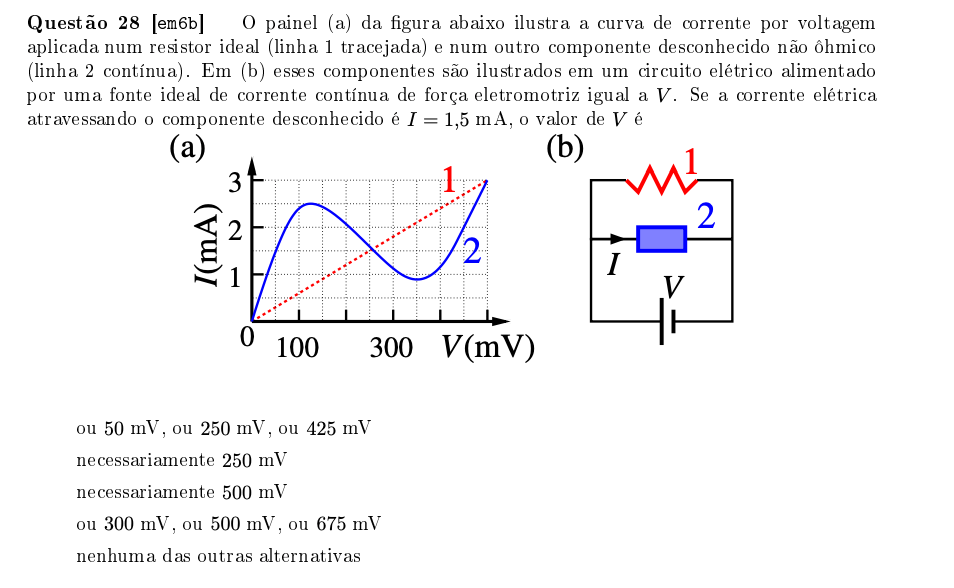 Questão 28 [em6b] O painel (a) da figura abaixo ilustra a curva de corrente por voltagem
aplicada num resistor ideal (linha 1 tracejada) e num outro componente desconhecido não ôhmico
(linha 2 contínua). Em (b) esses componentes são ilustrados em um circuito elétrico alimentado
por uma fonte ideal de corrente contínua de força eletromotriz igual a V. Se a corrente elétrica
atravessando o componente desconhecido é I = 1,5 mA, o valor de V é
(a)
3
2
1
0
I(mA)
100
300
V(mV)
1
2
(b)
1
2
I
V
ou 50 mV, ou 250 mV, ou 425 mV
necessariamente 250 mV
necessariamente 500 mV
ou 300 mV, ou 500 mV, ou 675 mV
nenhuma das outras alternativas